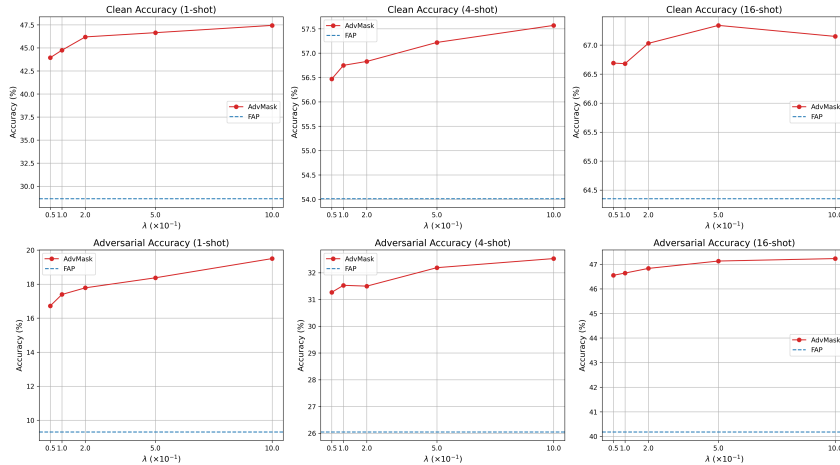 Clean Accuracy (1-shot)
Accuracy (%)
47.5
45.0
42.5
40.0
37.5
35.0
32.5
30.0
AdvMask
FAP
0.5 1.0 2.0 5.0 10.0
λ (×10⁻¹)
Clean Accuracy (4-shot)
Accuracy (%)
57.5
57.0
56.5
56.0
55.5
55.0
54.5
54.0
AdvMask
FAP
0.5 1.0 2.0 5.0 10.0
λ (×10⁻¹)
Clean Accuracy (16-shot)
Accuracy (%)
67.0
66.5
66.0
65.5
65.0
64.5
AdvMask
FAP
0.5 1.0 2.0 5.0 10.0
λ (×10⁻¹)
Adversarial Accuracy (1-shot)
Accuracy (%)
20
18
16
14
12
10
AdvMask
FAP
0.5 1.0 2.0 5.0 10.0
λ (×10⁻¹)
Adversarial Accuracy (4-shot)
Accuracy (%)
32
31
30
29
28
27
26
AdvMask
FAP
0.5 1.0 2.0 5.0 10.0
λ (×10⁻¹)
Adversarial Accuracy (16-shot)
Accuracy (%)
47
46
45
44
43
42
41
40
AdvMask
FAP
0.5 1.0 2.0 5.0 10.0
λ (×10⁻¹)